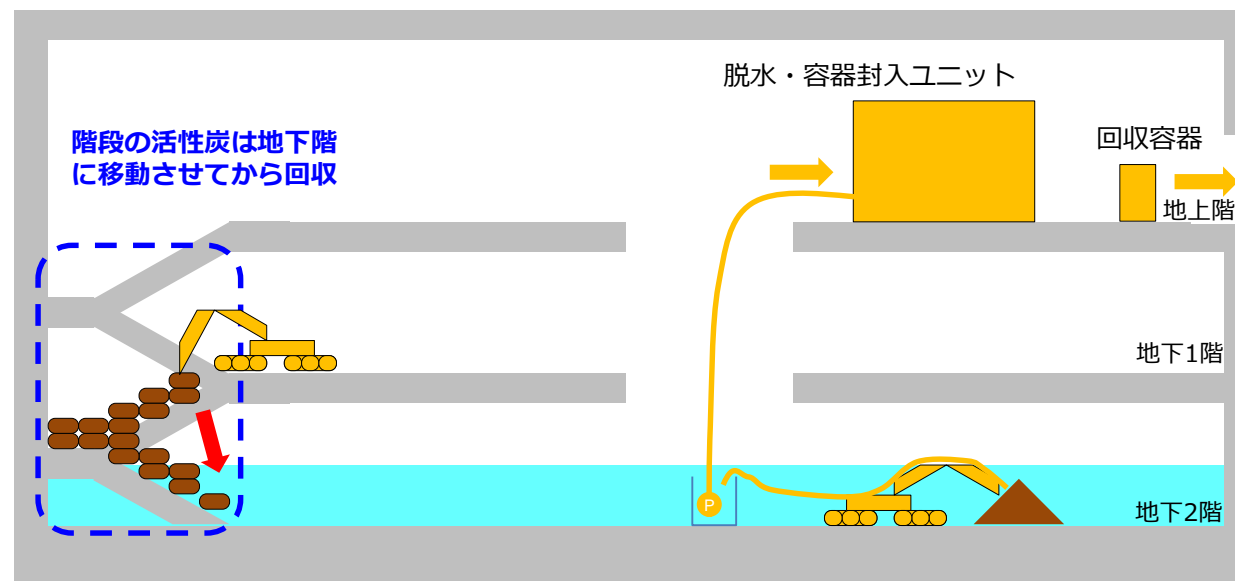 脱水・容器封入ユニット
階段の活性炭は地下階
に移動させてから回収
回収容器
地上階
地下1階
P
地下2階